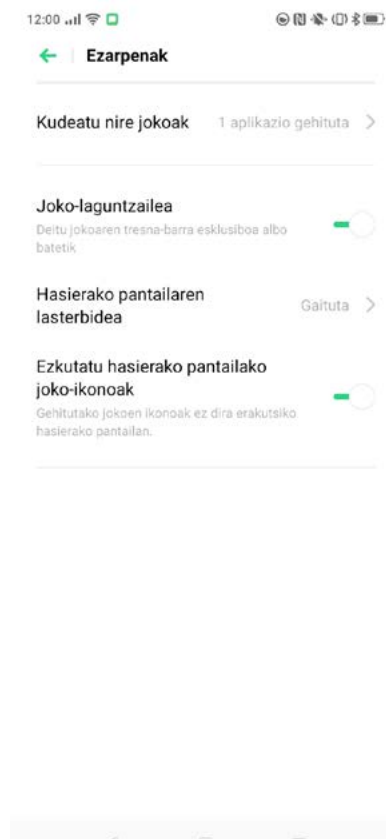 12:00
Ezarpenak
Kudeatu nire jokoak 1 aplikazio gehituta
Joko-laguntzailea
Deitu jokoaren tresna-barra esklusiboa albo
batetik
Hasierako pantailaren
lasterbidea
Gaituta
Ezkutatu hasierako pantailako
joko-ikonoak
Gehitutako jokoen ikonoak ez dira erakutsiko
hasierako pantailan.